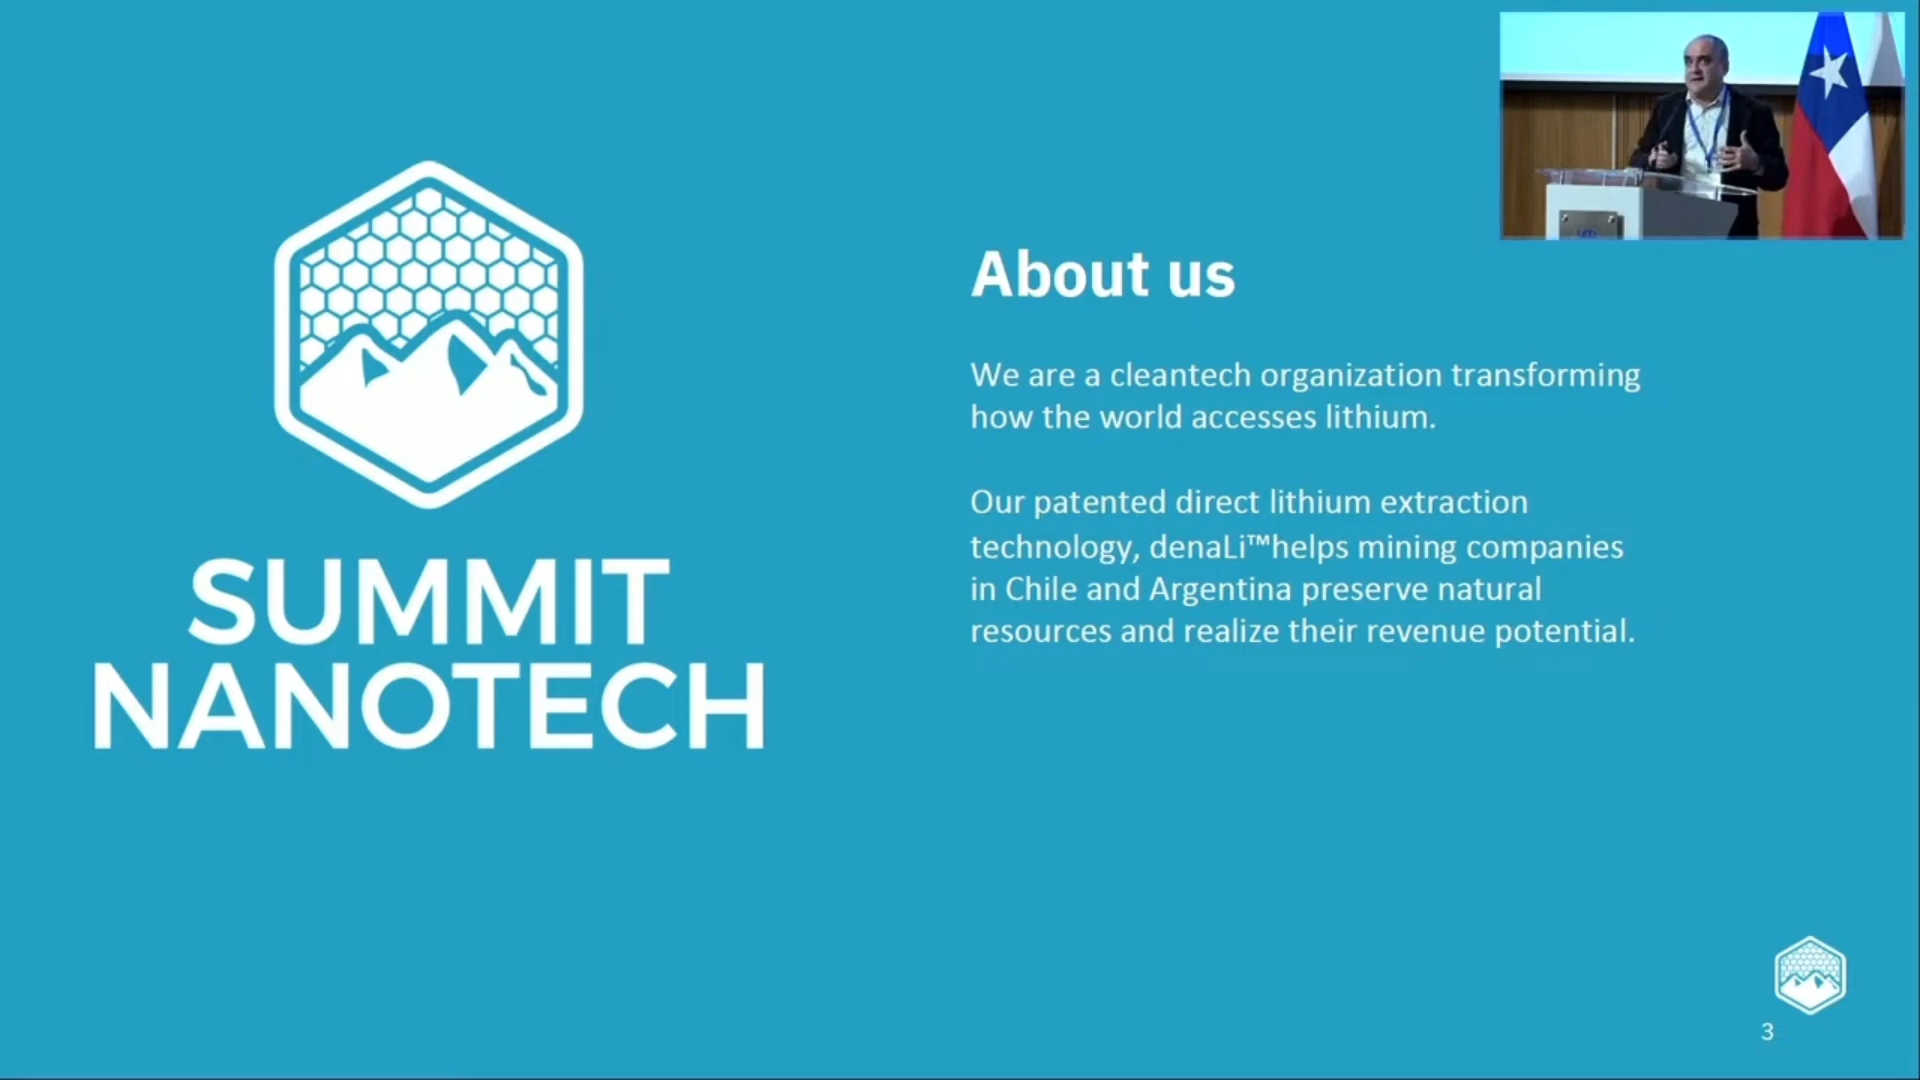 SUMMIT
NANOTECH
About us
We are a cleantech organization transforming
how the world accesses lithium.
Our patented direct lithium extraction
technology, denaLi™helps mining companies
in Chile and Argentina preserve natural
resources and realize their revenue potential.
3